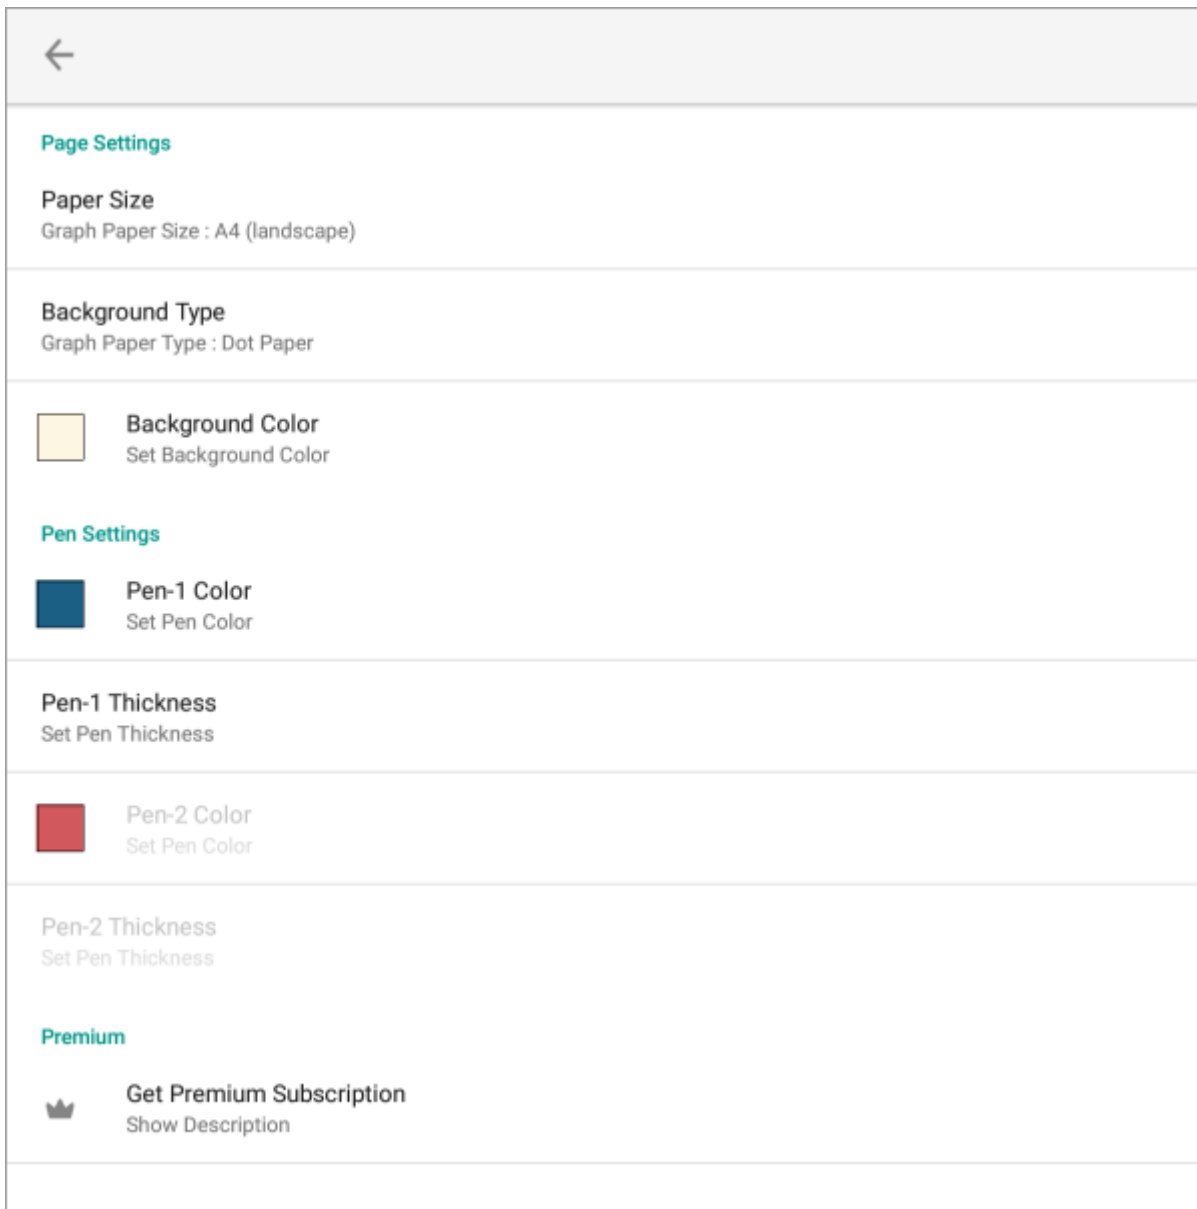 Page Settings
Paper Size
Graph Paper Size : A4 (landscape)
Background Type
Graph Paper Type : Dot Paper
Background Color
Set Background Color
Pen Settings
Pen-1 Color
Set Pen Color
Pen-1 Thickness
Set Pen Thickness
Pen-2 Color
Set Pen Color
Pen-2 Thickness
Set Pen Thickness
Premium
Get Premium Subscription
Show Description